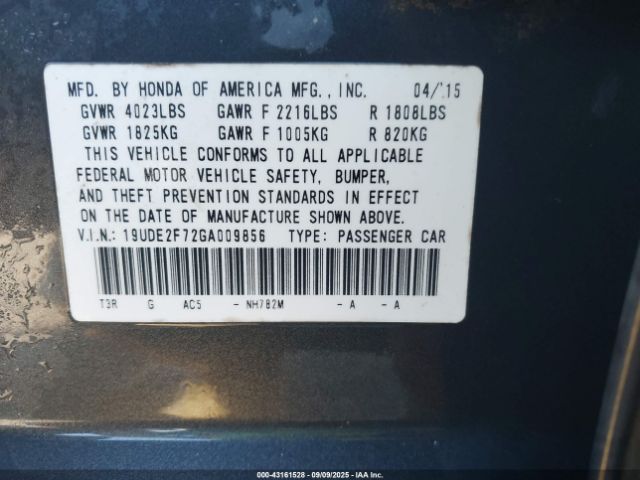 MFD. BY HONDA OF AMERICA MFG., INC. 04/'15
GVWR 4023LBS GAWR F 2216LBS R 1808LBS
GVWR 1825KG GAWR F 1005KG R 820KG
THIS VEHICLE CONFORMS TO ALL APPLICABLE
FEDERAL MOTOR VEHICLE SAFETY, BUMPER,
AND THEFT PREVENTION STANDARDS IN EFFECT
ON THE DATE OF MANUFACTURE SHOWN ABOVE.
V.I.N.: 19UDE2F72GA009856 TYPE: PASSENGER CAR
T3R G AC5 - NH782M - A - A
000-43161528 - 09/09/2025 - IAAI. Inc.